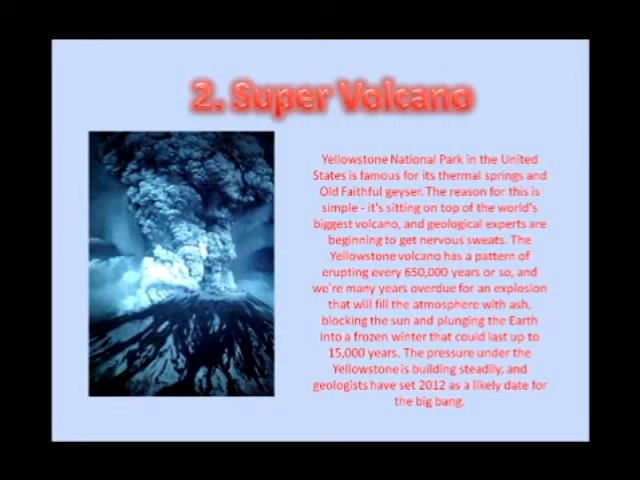 2. Super Volcano
Yellowstone National Park in the United
States is famous for its thermal springs and
Old Faithful geyser. The reason for this is
simple - it's sitting on top of the world's
biggest volcano, and geological experts are
beginning to get nervous sweats. The
Yellowstone volcano has a pattern of
erupting every 650,000 years or so, and
we're many years overdue for an explosion
that will fill the atmosphere with ash,
blocking the sun and plunging the Earth
into a frozen winter that could last up to
15,000 years. The pressure under the
Yellowstone is building steadily, and
geologists have set 2012 as a likely date for
the big bang.